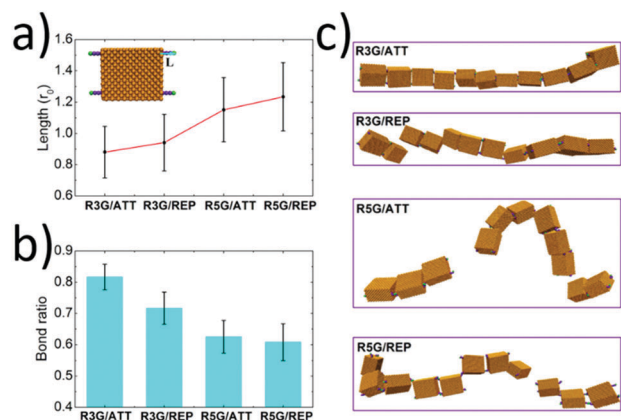 a)
1.6
1.4
1.2
1.0
0.8
0.6
Length (r0)
L
R3G/ATT R3G/REP R5G/ATT R5G/REP
b)
0.9
0.8
0.7
0.6
0.5
0.4
Bond ratio
R3G/ATT R3G/REP R5G/ATT R5G/REP
c)
R3G/ATT
R3G/REP
R5G/ATT
R5G/REP